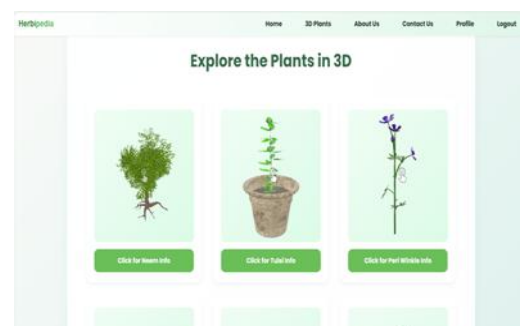 Herbipedia Home 3D Plants About Us Contact Us Profile Logout
Explore the Plants in 3D
Click for Neem Info Click for Tulsi Info Click for Peri Winkle Info